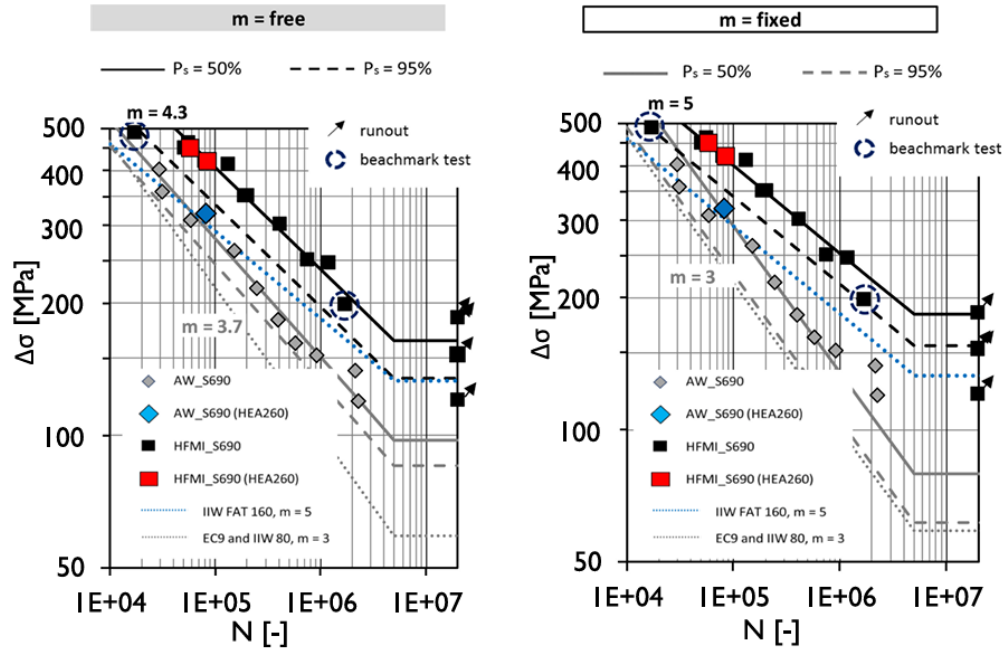 m = free
Ps = 50%
Ps = 95%
m = 4.3
runout
beachmark test
500
400
300
200
100
50
Δσ [MPa]
m = 3.7
AW_S690
AW_S690 (HEA260)
HFMI_S690
HFMI_S690 (HEA260)
IIW FAT 160, m = 5
EC9 and IIW 80, m = 3
1E+04
1E+05
1E+06
1E+07
N [-]
m = fixed
Ps = 50%
Ps = 95%
m = 5
runout
beachmark test
500
400
300
200
100
50
Δσ [MPa]
m = 3
AW_S690
AW_S690 (HEA260)
HFMI_S690
HFMI_S690 (HEA260)
IIW FAT 160, m = 5
EC9 and IIW 80, m = 3
1E+04
1E+05
1E+06
1E+07
N [-]